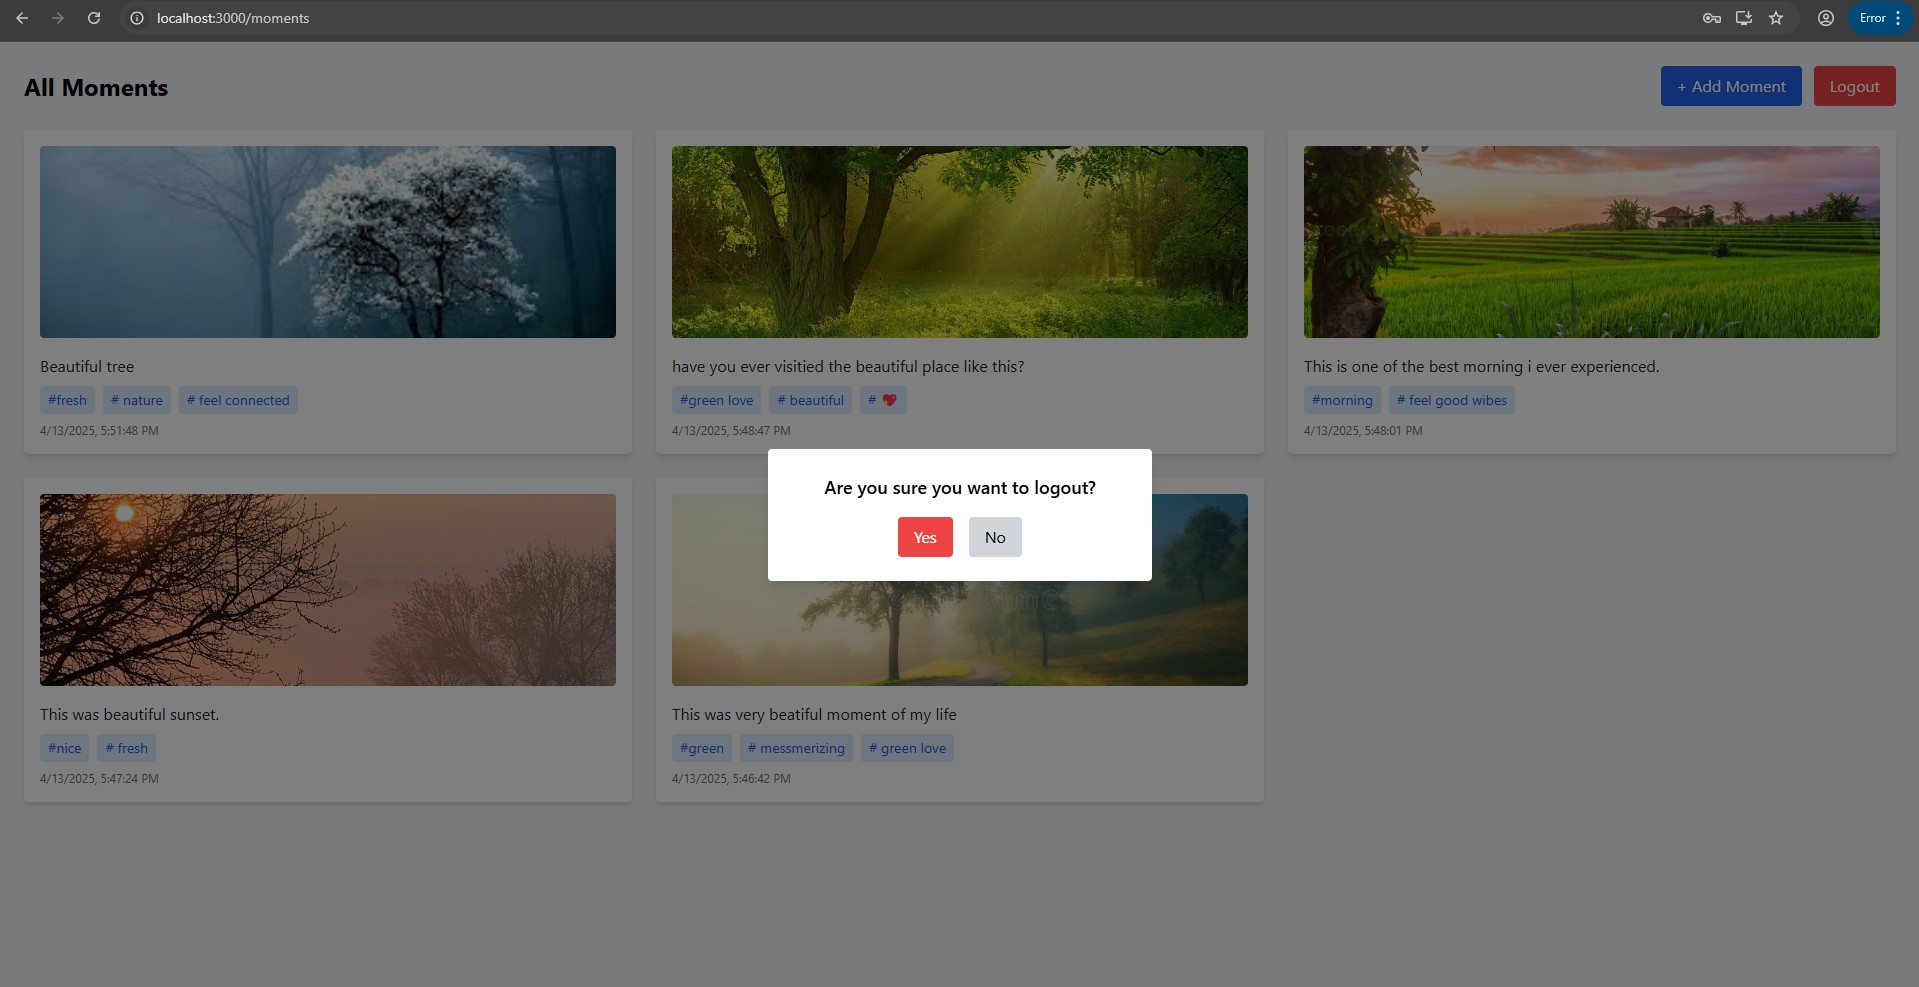 localhost:3000/moments
Error
All Moments
+ Add Moment
Logout
Beautiful tree
#fresh # nature # feel connected
4/13/2025, 5:51:48 PM
have you ever visitied the beautiful place like this?
#green love # beautiful # 💖
4/13/2025, 5:48:47 PM
This is one of the best morning i ever experienced.
#morning # feel good wibes
4/13/2025, 5:48:01 PM
Are you sure you want to logout?
Yes
No
This was beautiful sunset.
#nice # fresh
4/13/2025, 5:47:24 PM
This was very beatiful moment of my life
#green # messmerizing # green love
4/13/2025, 5:46:42 PM